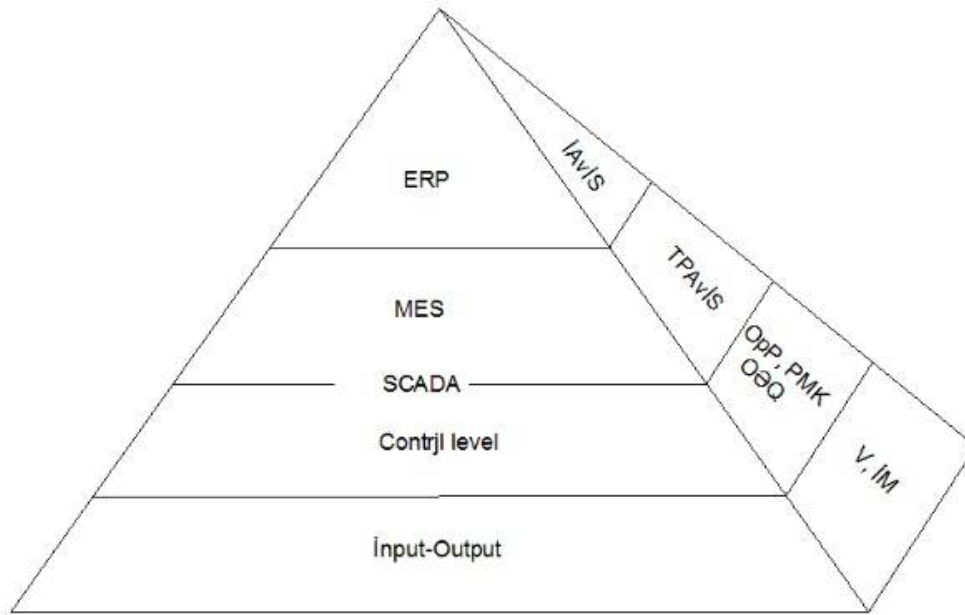 ERP
İAvİS
MES
TPAvİS
SCADA
OpP, PMK
OƏQ
Contrjl level
V, İM
İnput-Output